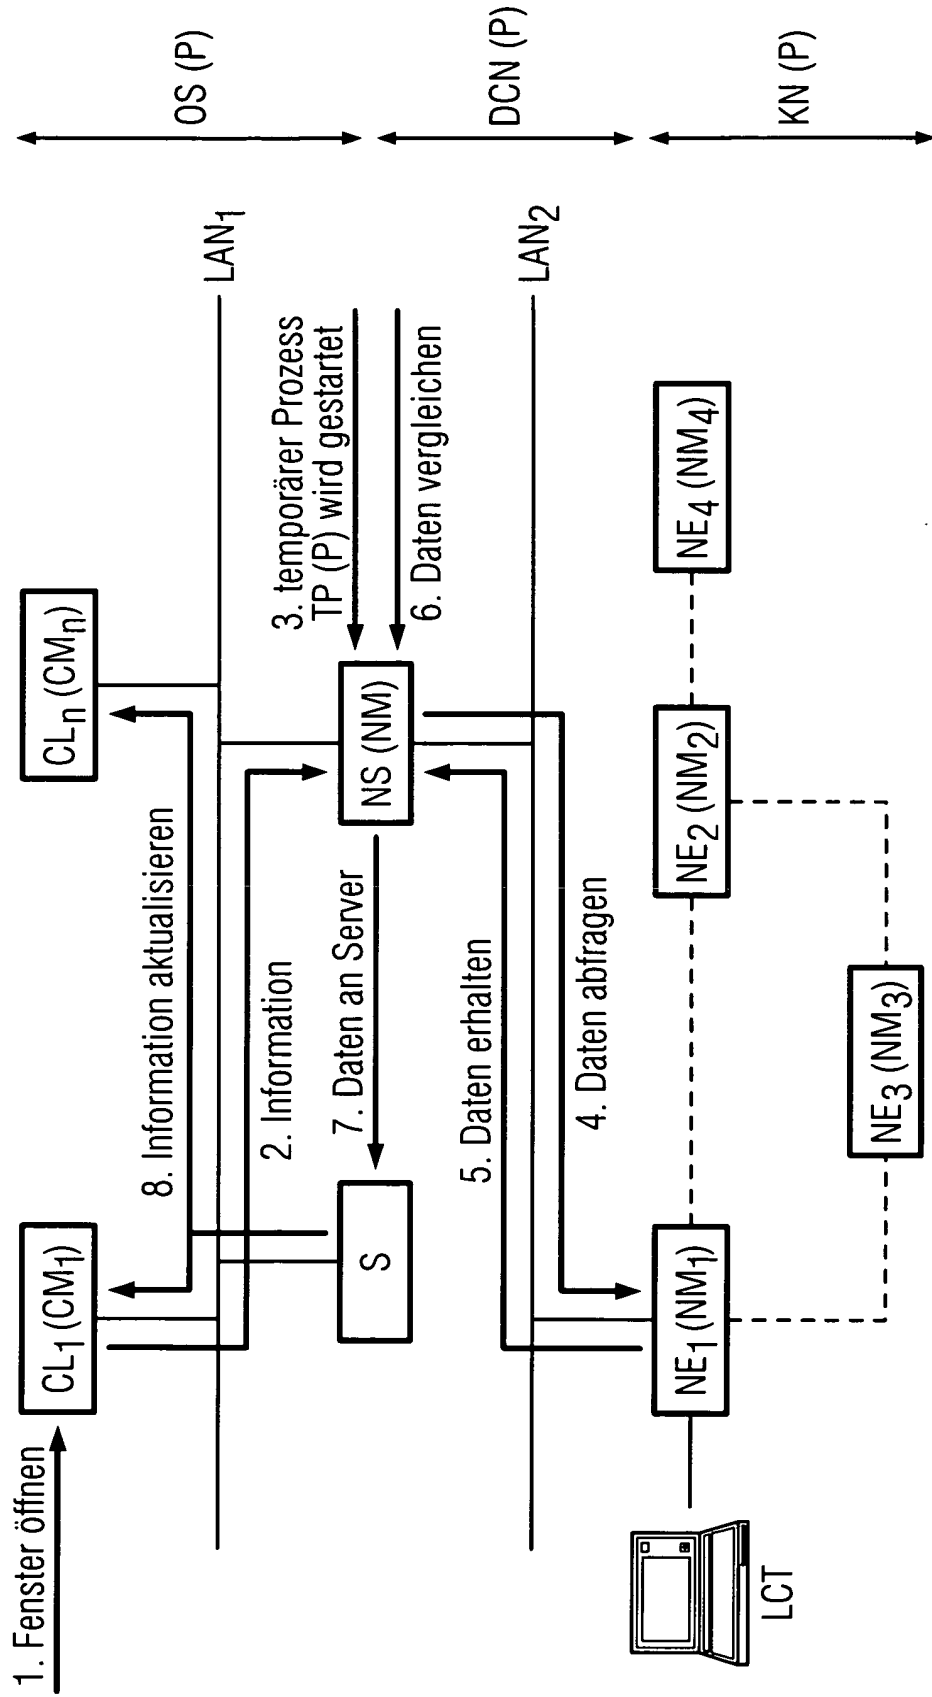 1. Fenster öffnen
CL1 (CM1)
CLn (CMn)
OS (P)
8. Information aktualisieren
LAN1
2. Information
3. temporärer Prozess
TP (P) wird gestartet
S
7. Daten an Server
NS (NM)
6. Daten vergleichen
DCN (P)
5. Daten erhalten
LAN2
4. Daten abfragen
LCT
NE1 (NM1)
NE2 (NM2)
NE4 (NM4)
KN (P)
NE3 (NM3)